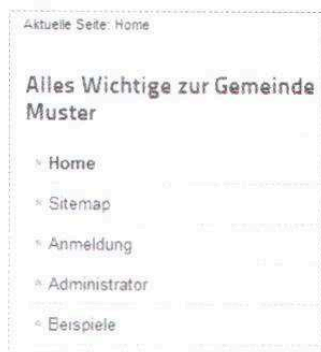 Aktuelle Seite: Home
Alles Wichtige zur Gemeinde
Muster
Home
Sitemap
Anmeldung
Administrator
Beispiele